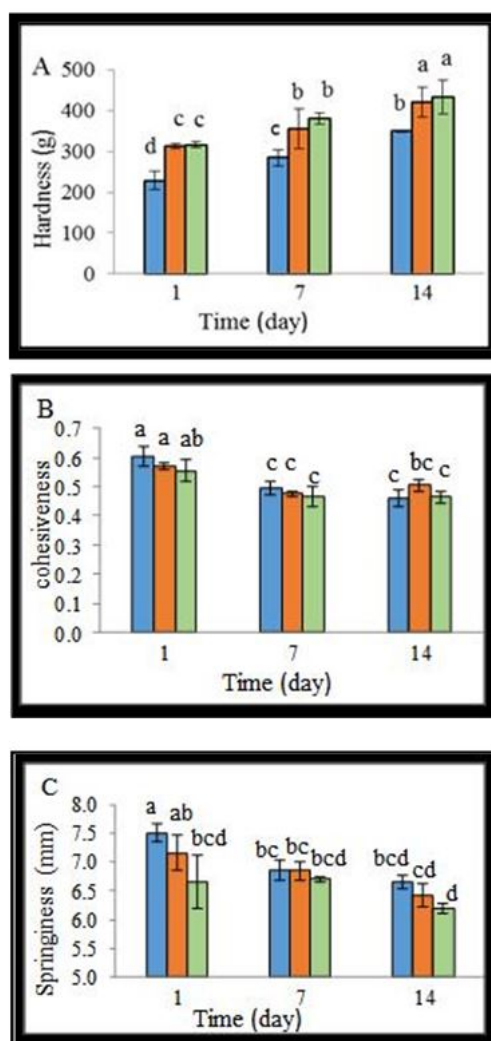 A
500
400
300
200
100
0
Hardness (g)
d c c
c b b
b a a
1 7 14
Time (day)
B
0.7
0.6
0.5
0.4
0.3
0.2
0.1
0.0
cohesiveness
a a ab
c c c
c bc c
1 7 14
Time (day)
C
8.0
7.5
7.0
6.5
6.0
5.5
5.0
Springiness (mm)
a ab bcd
bc bc bcd
bcd cd d
1 7 14
Time (day)